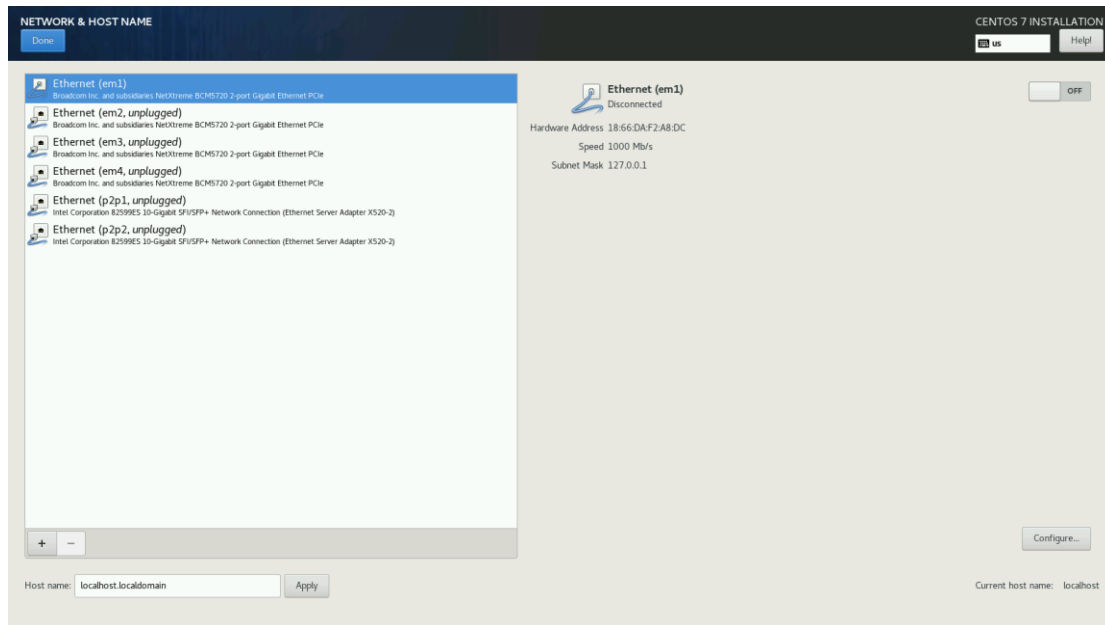 NETWORK & HOST NAME
CENTOS 7 INSTALLATION
Done
us
Help!
Ethernet (em1)
Broadcom Inc. and subsidiaries NetXtreme BCM5720 2-port Gigabit Ethernet PCIe
Ethernet (em2, unplugged)
Broadcom Inc. and subsidiaries NetXtreme BCM5720 2-port Gigabit Ethernet PCIe
Ethernet (em3, unplugged)
Broadcom Inc. and subsidiaries NetXtreme BCM5720 2-port Gigabit Ethernet PCIe
Ethernet (em4, unplugged)
Broadcom Inc. and subsidiaries NetXtreme BCM5720 2-port Gigabit Ethernet PCIe
Ethernet (p2p1, unplugged)
Intel Corporation 82599ES 10-Gigabit SFI/SFP+ Network Connection (Ethernet Server Adapter X520-2)
Ethernet (p2p2, unplugged)
Intel Corporation 82599ES 10-Gigabit SFI/SFP+ Network Connection (Ethernet Server Adapter X520-2)
+ −
Ethernet (em1)
Disconnected
OFF
Hardware Address 18:66:DA:F2:A8:DC
Speed 1000 Mb/s
Subnet Mask 127.0.0.1
Configure...
Host name: localhost.localdomain Apply
Current host name: localhost